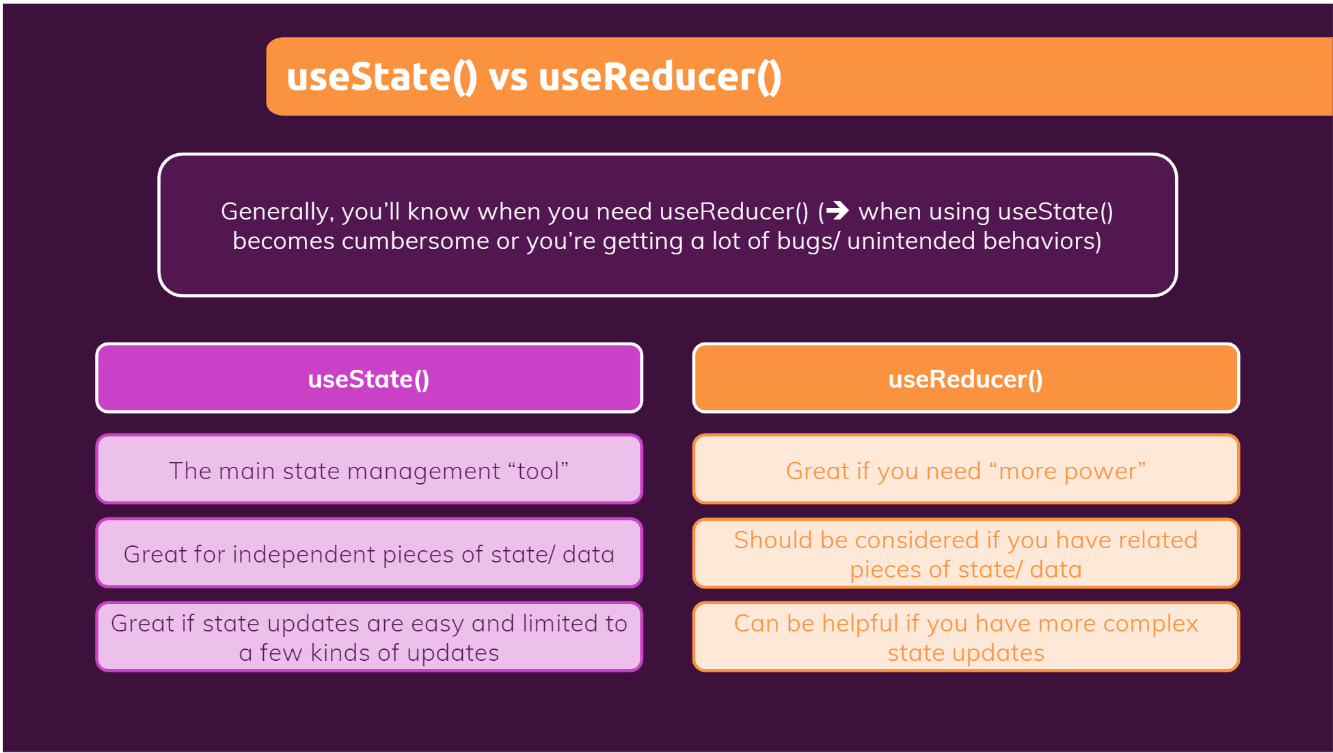 useState() vs useReducer()
Generally, you’ll know when you need useReducer() (➔ when using useState()
becomes cumbersome or you’re getting a lot of bugs/ unintended behaviors)
useState()
The main state management “tool”
Great for independent pieces of state/ data
Great if state updates are easy and limited to
a few kinds of updates
useReducer()
Great if you need “more power”
Should be considered if you have related
pieces of state/ data
Can be helpful if you have more complex
state updates